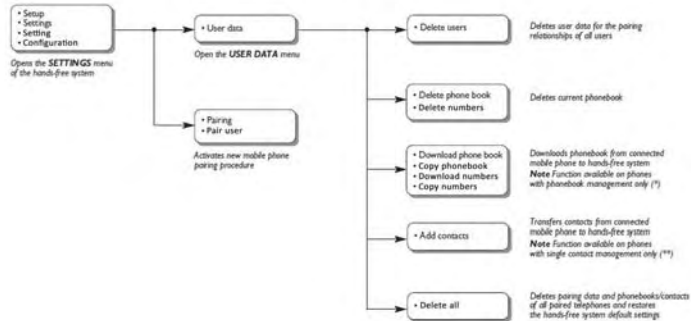 • Setup
• Settings
• Setting
• Configuration
Opens the SETTINGS menu
of the hands-free system
• User data
Open the USER DATA menu
• Pairing
• Pair user
Activates new mobile phone
pairing procedure
• Delete users
Deletes user data for the pairing
relationships of all users
• Delete phone book
• Delete numbers
Deletes current phonebook
• Download phone book
• Copy phonebook
• Download numbers
• Copy numbers
Downloads phonebook from connected
mobile phone to hands-free system
Note Function available on phones
with phonebook management only (*)
• Add contacts
Transfers contacts from connected
mobile phone to hands-free system
Note Function available on phones
with single contact management only (**)
• Delete all
Deletes pairing data and phonebooks/contacts
of all paired telephones and restores
the hands-free system default settings